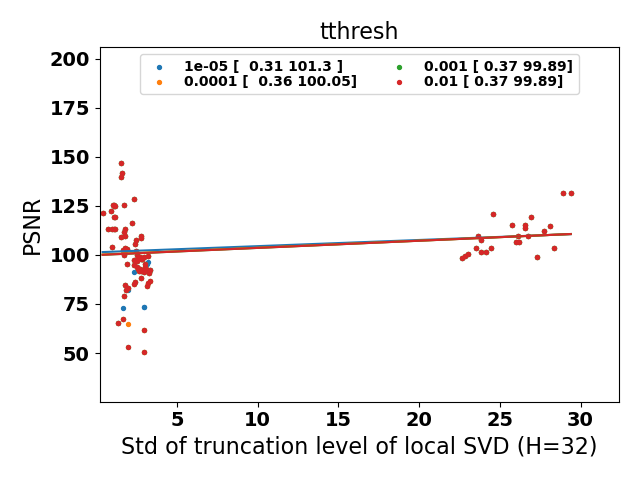 tthresh
1e-05 [  0.31 101.3 ]
0.0001 [  0.36 100.05]
0.001 [ 0.37 99.89]
0.01 [ 0.37 99.89]
PSNR
200
175
150
125
100
75
50
5 10 15 20 25 30
Std of truncation level of local SVD (H=32)